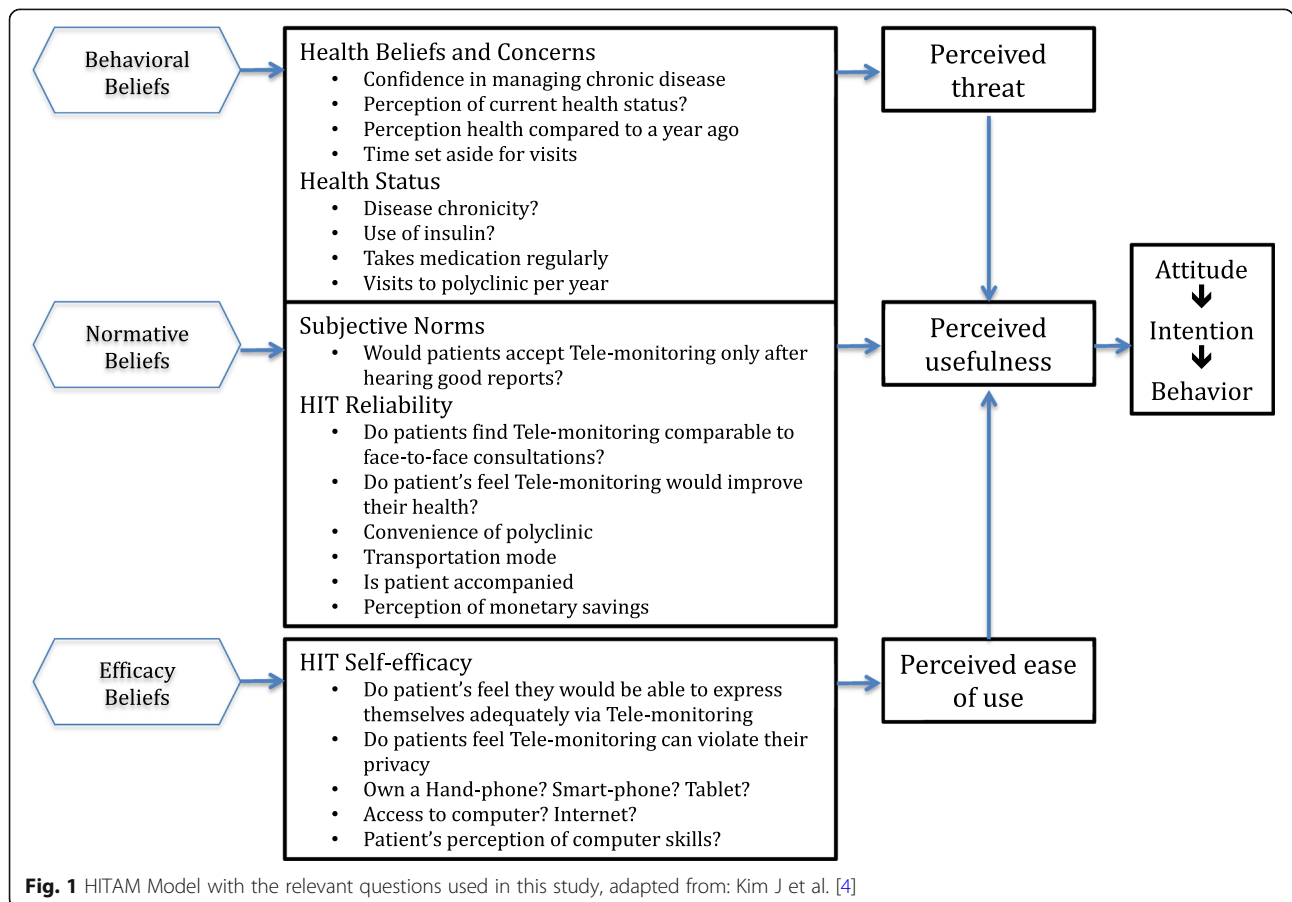 Behavioral
Beliefs
Health Beliefs and Concerns
• Confidence in managing chronic disease
• Perception of current health status?
• Perception health compared to a year ago
• Time set aside for visits
Health Status
• Disease chronicity?
• Use of insulin?
• Takes medication regularly
• Visits to polyclinic per year
Perceived
threat
Normative
Beliefs
Subjective Norms
• Would patients accept Tele-monitoring only after
hearing good reports?
HIT Reliability
• Do patients find Tele-monitoring comparable to
face-to-face consultations?
• Do patient's feel Tele-monitoring would improve
their health?
• Convenience of polyclinic
• Transportation mode
• Is patient accompanied
• Perception of monetary savings
Perceived
usefulness
Attitude
Intention
Behavior
Efficacy
Beliefs
HIT Self-efficacy
• Do patient's feel they would be able to express
themselves adequately via Tele-monitoring
• Do patients feel Tele-monitoring can violate their
privacy
• Own a Hand-phone? Smart-phone? Tablet?
• Access to computer? Internet?
• Patient's perception of computer skills?
Perceived ease
of use
Fig. 1 HITAM Model with the relevant questions used in this study, adapted from: Kim J et al. [4]